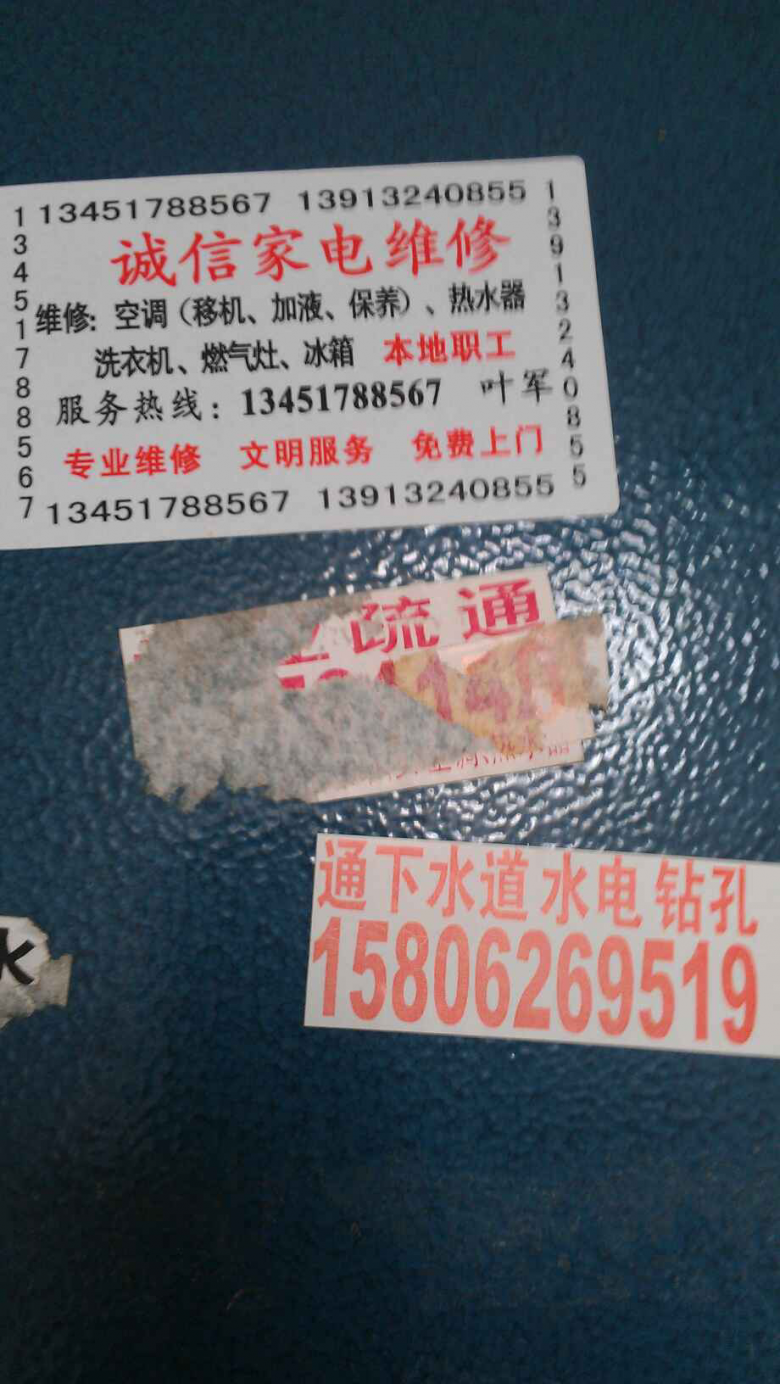 13451788567 13913240855
13451788567
13913240855
诚信家电维修
维修: 空调（移机、加液、保养）、热水器
洗衣机、燃气灶、冰箱 本地职工
服务热线: 13451788567 叶军
专业维修 文明服务 免费上门
13451788567 13913240855
疏通
通下水道 水电 钻孔
15806269519
水